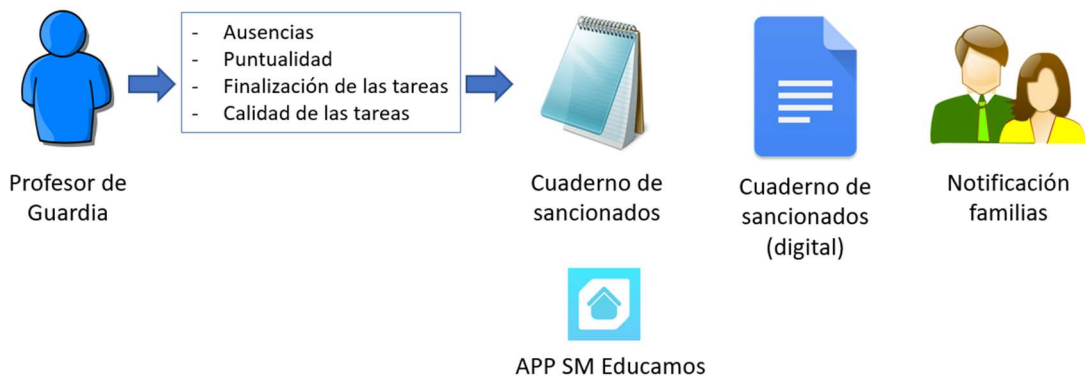 - Ausencias
- Puntualidad
- Finalización de las tareas
- Calidad de las tareas
Profesor de
Guardia
Cuaderno de
sancionados
Cuaderno de
sancionados
(digital)
Notificación
familias
APP SM Educamos